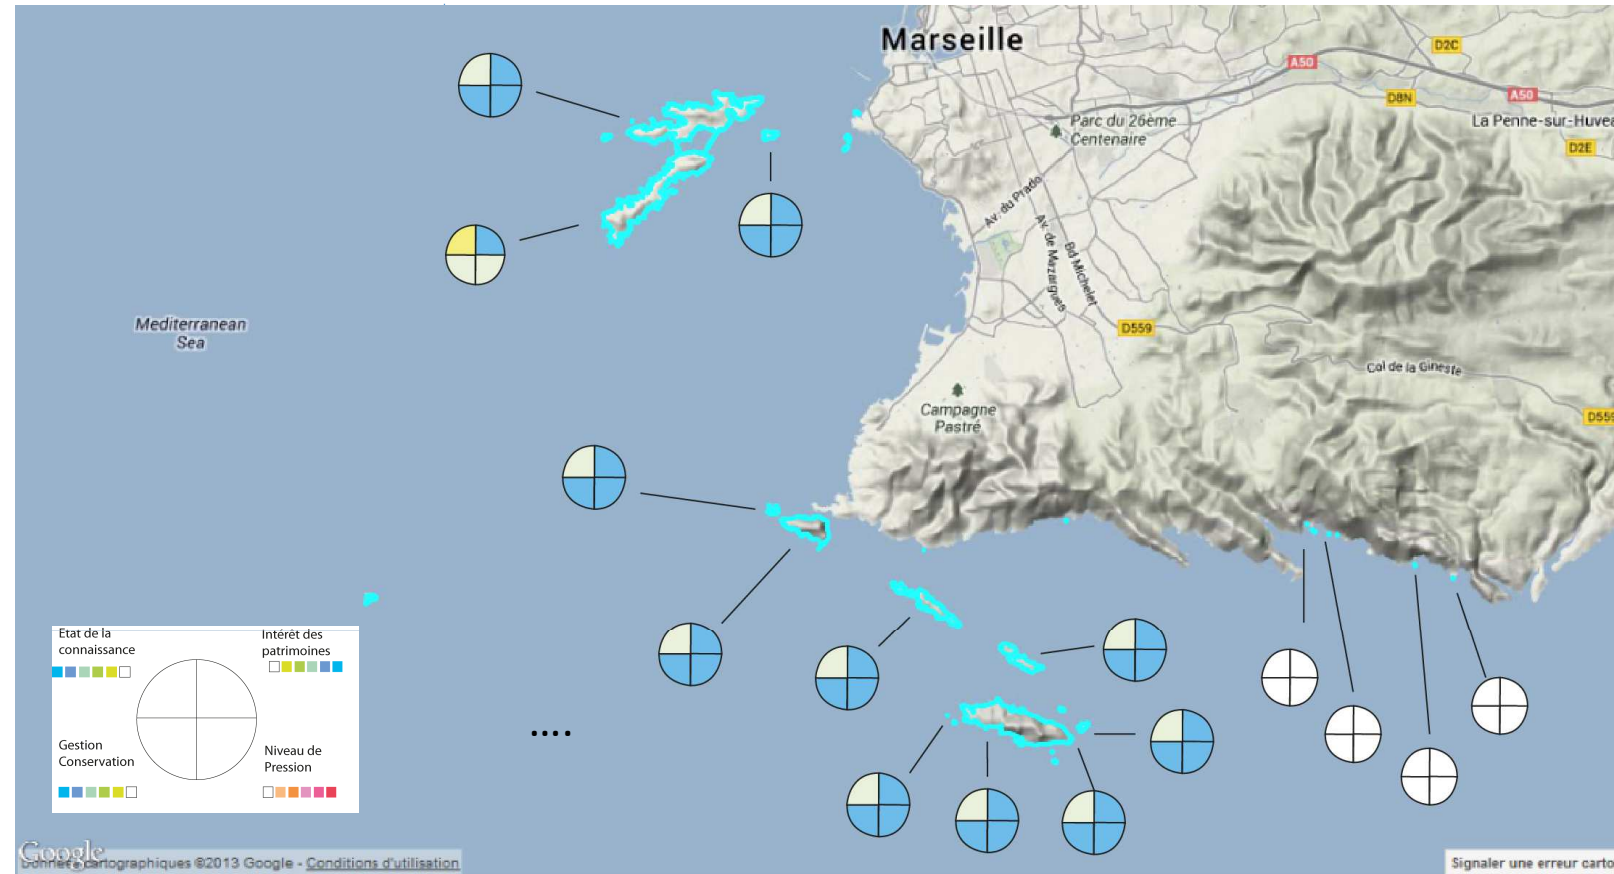 Marseille
D2C
A50
D8N
A50
La Penne-sur-Huvea
D2E
Parc du 26ème
Centenaire
Av. du Prado
Av. de Mazargues
Bd Michelet
Mediterranean
Sea
D559
Col de la Gineste
D559
Campagne
Pastré
Etat de la
connaissance
Intérêt des
patrimoines
Gestion
Conservation
Niveau de
Pression
....
Google
Données cartographiques ©2013 Google - Conditions d'utilisation
Signaler une erreur carto